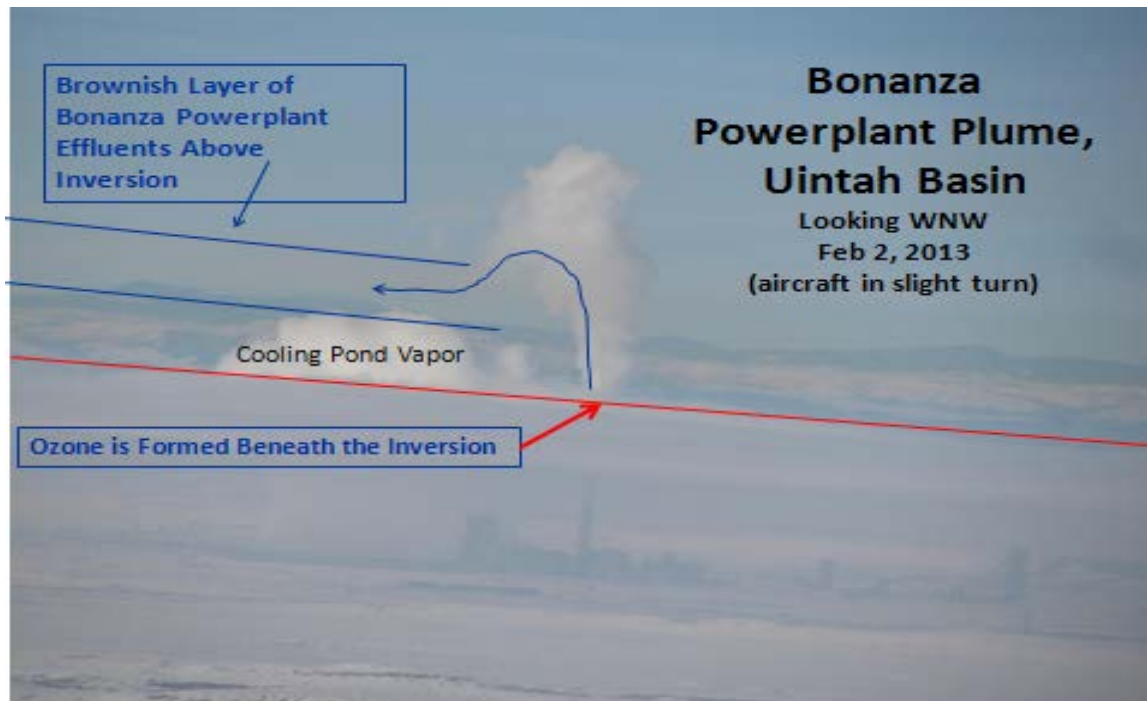 Brownish Layer of
Bonanza Powerplant
Effluents Above
Inversion
Bonanza
Powerplant Plume,
Uintah Basin
Looking WNW
Feb 2, 2013
(aircraft in slight turn)
Cooling Pond Vapor
Ozone is Formed Beneath the Inversion